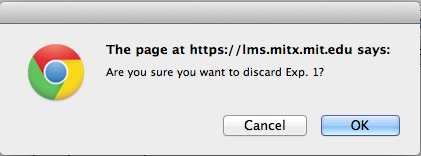 The page at https://lms.mitx.mit.edu says:
Are you sure you want to discard Exp. 1?
Cancel OK